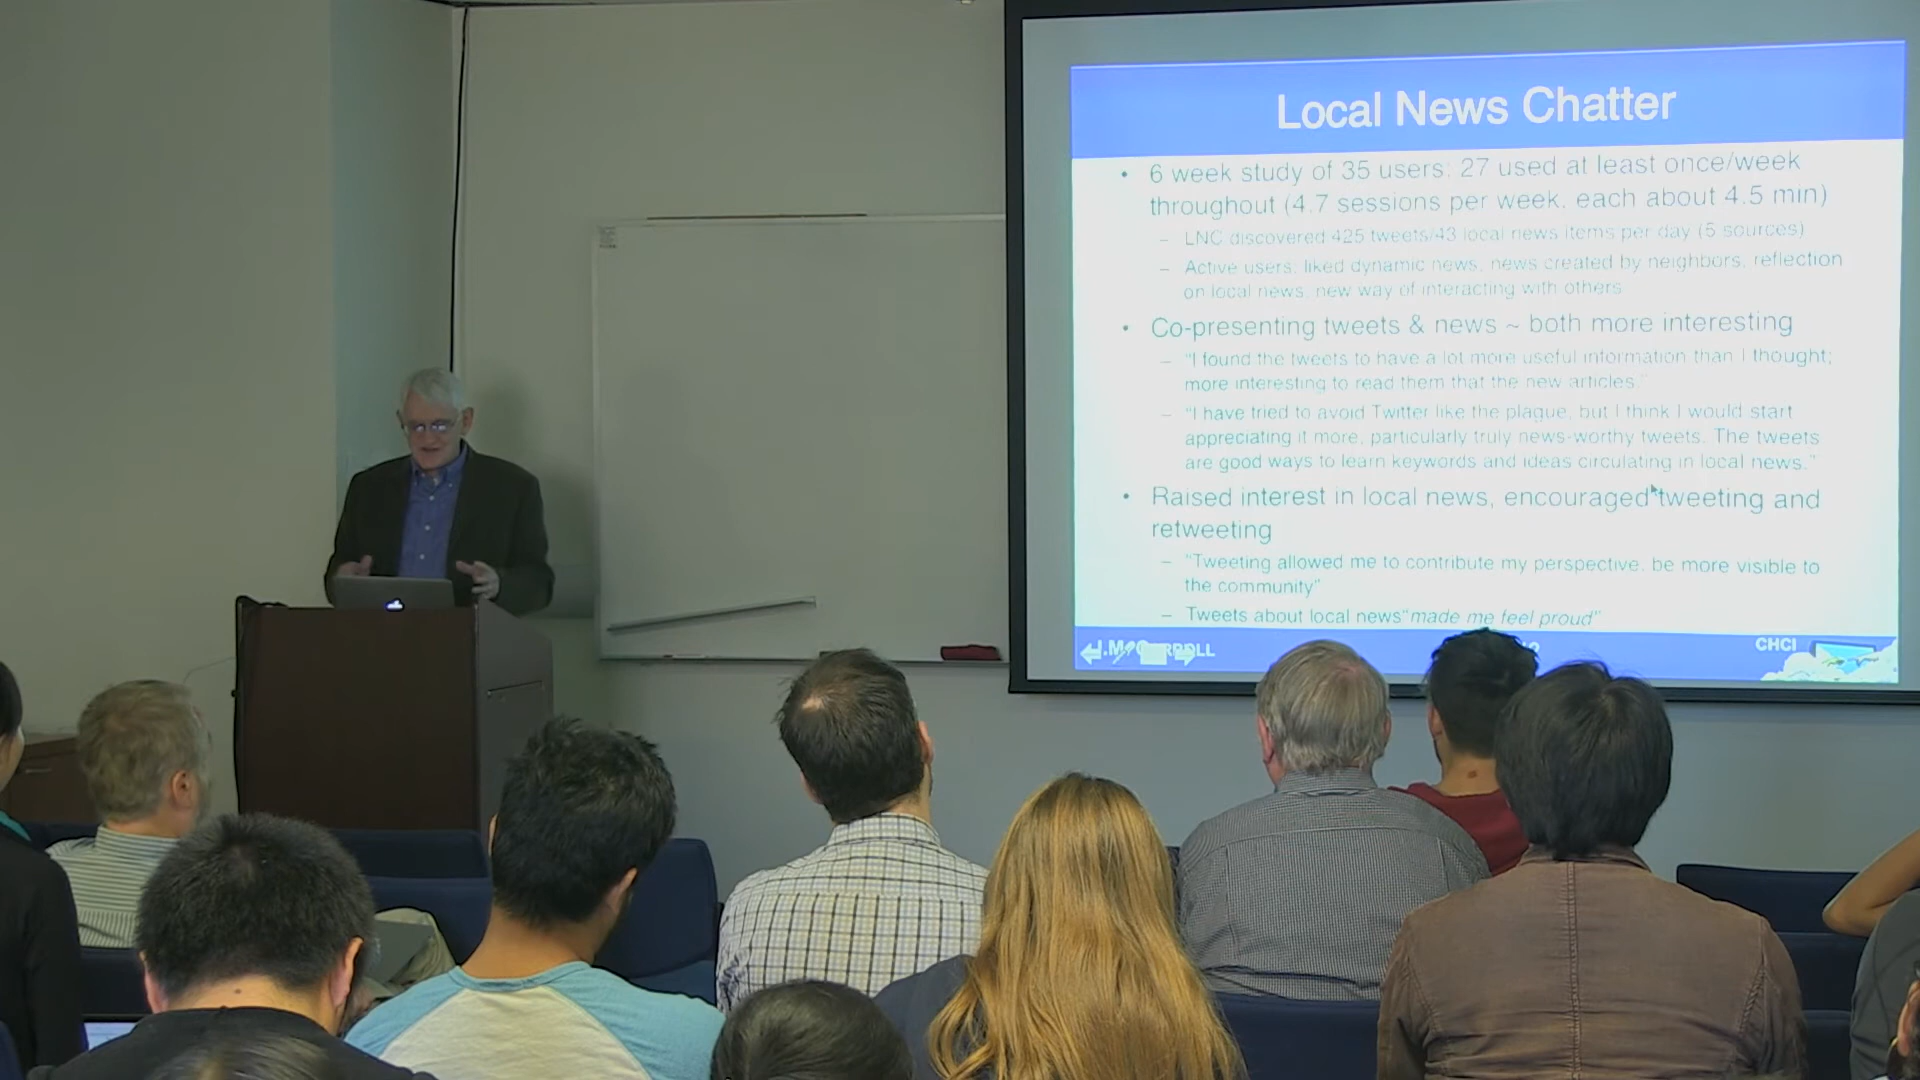 Local News Chatter
• 6 week study of 35 users: 27 used at least once/week
throughout (4.7 sessions per week, each about 4.5 min)
– LNC discovered 425 tweets/43 local news items per day (5 sources)
– Active users: liked dynamic news, news created by neighbors, reflection
on local news, new way of interacting with others
• Co-presenting tweets & news ~ both more interesting
– "I found the tweets to have a lot more useful information than I thought;
more interesting to read them that the new articles."
– "I have tried to avoid Twitter like the plague, but I think I would start
appreciating it more, particularly truly news-worthy tweets. The tweets
are good ways to learn keywords and ideas circulating in local news."
• Raised interest in local news, encouraged tweeting and
retweeting
– "Tweeting allowed me to contribute my perspective, be more visible to
the community"
– Tweets about local news"made me feel proud"
CHCI